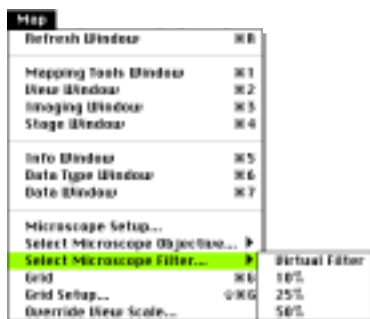 Map
Refresh Window ⌘R
Mapping Tools Window ⌘1
View Window ⌘2
Imaging Window ⌘3
Stage Window ⌘4
Info Window ⌘5
Data Type Window ⌘6
Data Window ⌘7
Microscope Setup...
Select Microscope Objective...
Select Microscope Filter...
Virtual Filter
Grid ⌘G
10%
Grid Setup... ⇧⌘G
25%
Override View Scale...
50%